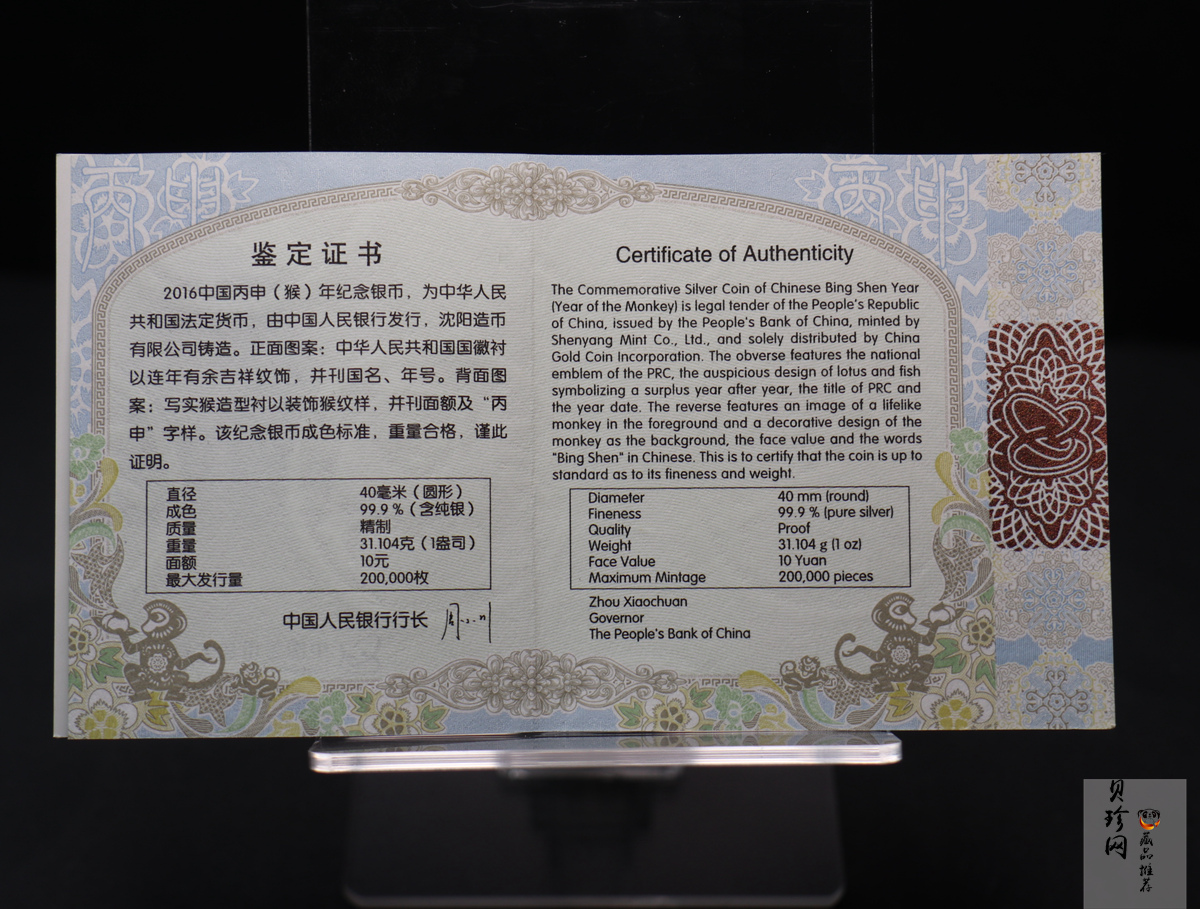 鉴定证书
2016中国丙申（猴）年纪念银币，为中华人民
共和国法定货币，由中国人民银行发行，沈阳造币
有限公司铸造。正面图案：中华人民共和国国徽衬
以连年有余吉祥纹饰，并刊国名、年号。背面图
案：写实猴造型衬以装饰猴纹样，并刊面额及“丙
申”字样。该纪念银币成色标准，重量合格，谨此
证明。
直径 40毫米（圆形）
成色 99.9％（含纯银）
质量 精制
重量 31.104克（1盎司）
面额 10元
最大发行量 200,000枚
中国人民银行行长
Certificate of Authenticity
The Commemorative Silver Coin of Chinese Bing Shen Year
(Year of the Monkey) is legal tender of the People's Republic
of China, issued by the People's Bank of China, minted by
Shenyang Mint Co., Ltd., and solely distributed by China
Gold Coin Incorporation. The obverse features the national
emblem of the PRC, the auspicious design of lotus and fish
symbolizing a surplus year after year, the title of PRC and
the year date. The reverse features an image of a lifelike
monkey in the foreground and a decorative design of the
monkey as the background, the face value and the words
"Bing Shen" in Chinese. This is to certify that the coin is up to
standard as to its fineness and weight.
Diameter 40 mm (round)
Fineness 99.9 % (pure silver)
Quality Proof
Weight 31.104 g (1 oz)
Face Value 10 Yuan
Maximum Mintage 200,000 pieces
Zhou Xiaochuan
Governor
The People's Bank of China
贝珍网
藏品推荐